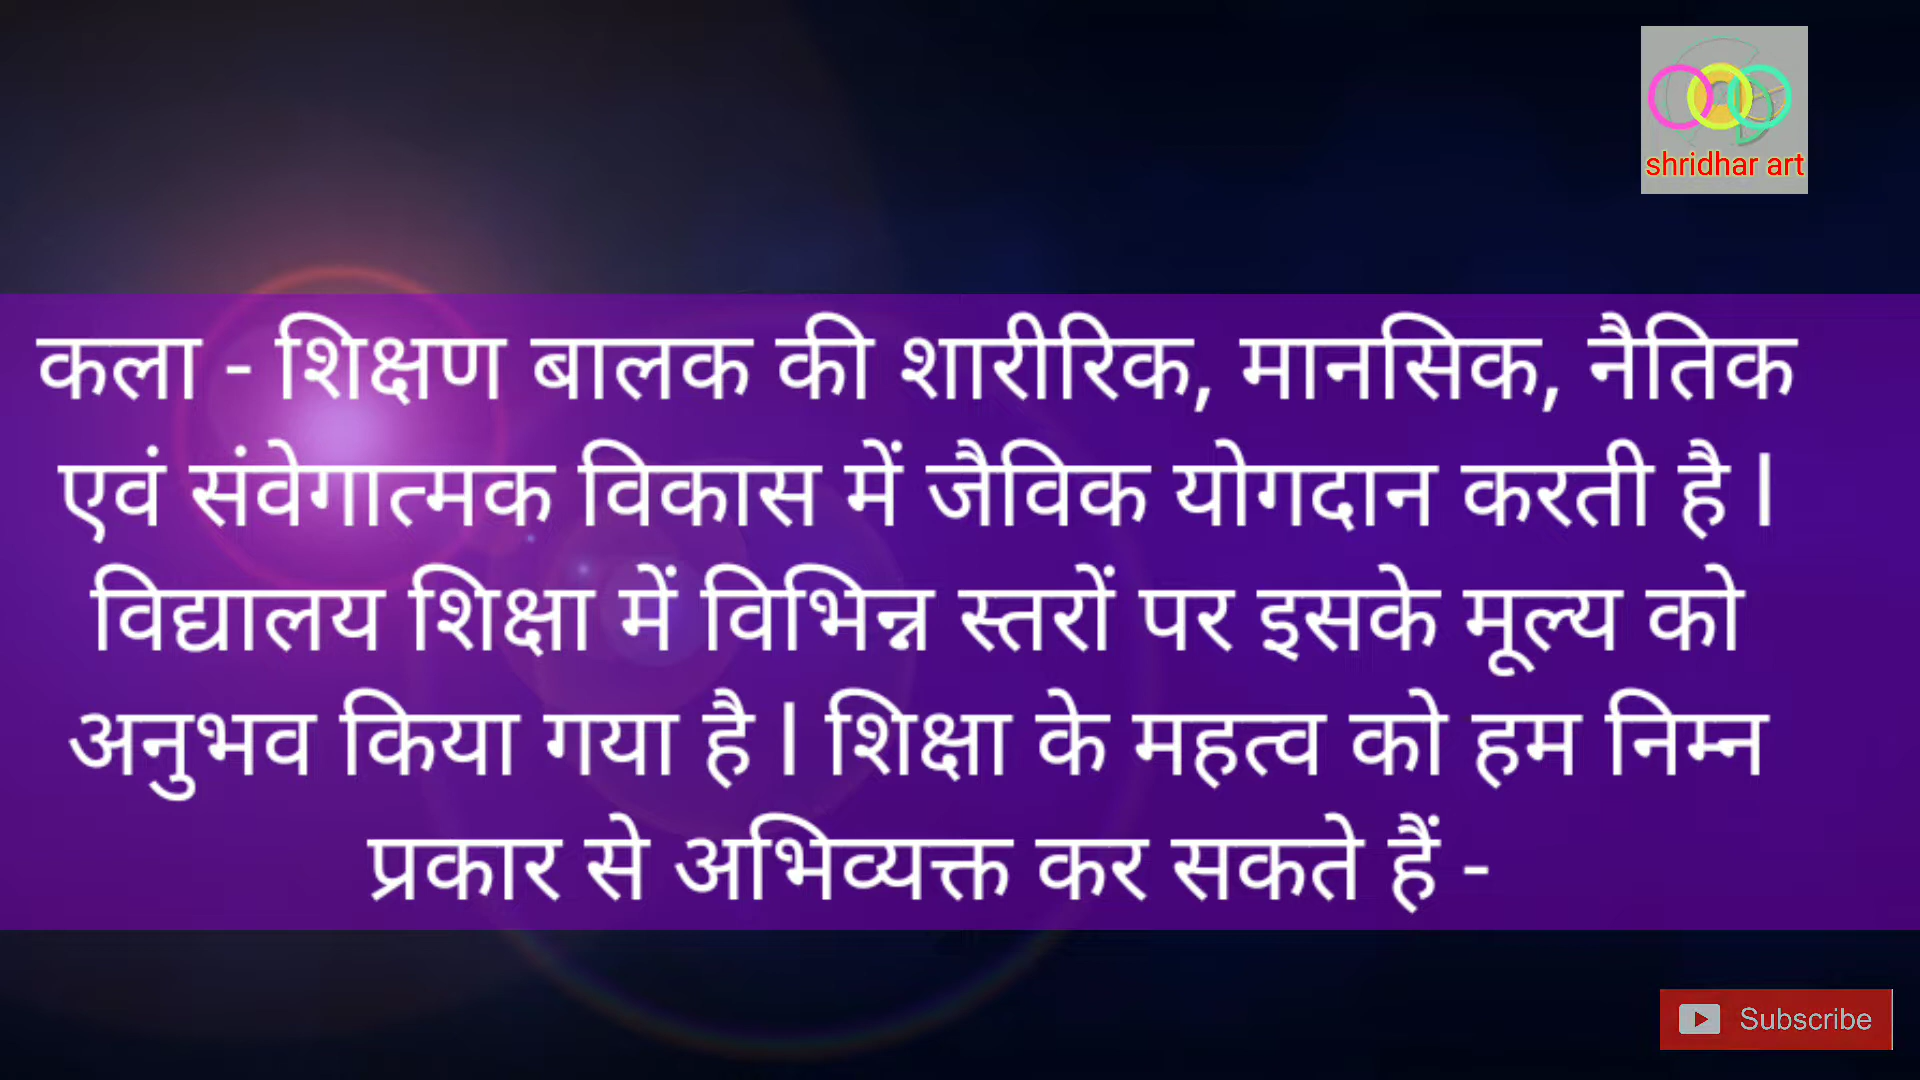 shridhar art
कला - शिक्षण बालक की शारीरिक, मानसिक, नैतिक
एवं संवेगात्मक विकास में जैविक योगदान करती है l
विद्यालय शिक्षा में विभिन्न स्तरों पर इसके मूल्य को
अनुभव किया गया है l शिक्षा के महत्व को हम निम्न
प्रकार से अभिव्यक्त कर सकते हैं -
Subscribe